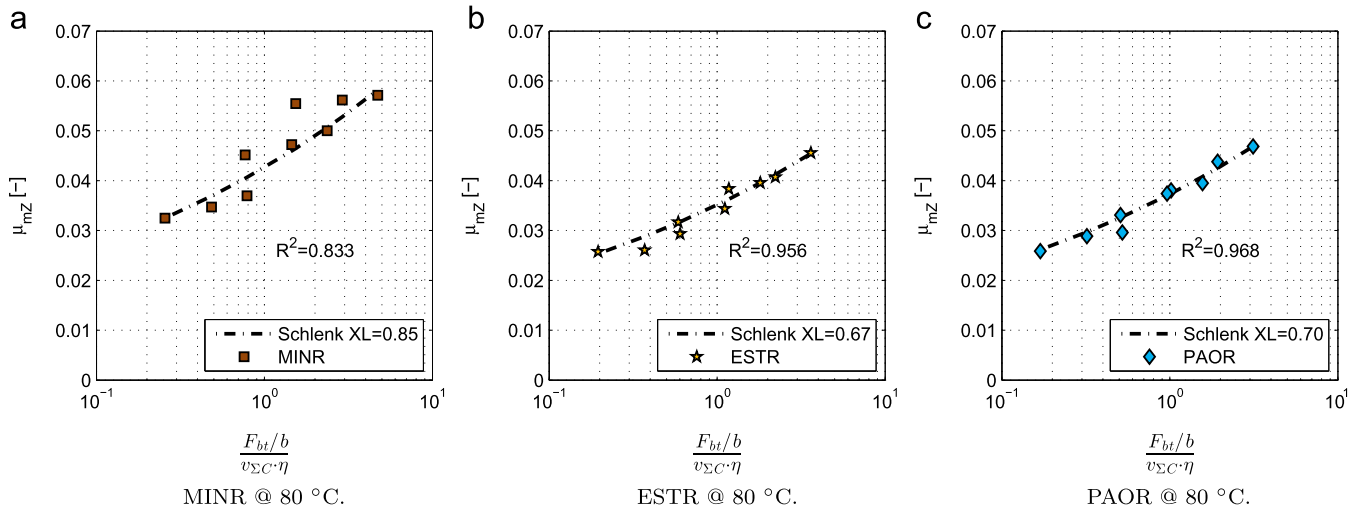 a
0.07
0.06
0.05
0.04
0.03
0.02
0.01
0
μmZ [−]
R2=0.833
Schlenk XL=0.85
MINR
10−1 100 101
Fbt/b
vΣC·η
MINR @ 80 °C.
b
0.07
0.06
0.05
0.04
0.03
0.02
0.01
0
μmZ [−]
R2=0.956
Schlenk XL=0.67
ESTR
10−1 100 101
Fbt/b
vΣC·η
ESTR @ 80 °C.
c
0.07
0.06
0.05
0.04
0.03
0.02
0.01
0
μmZ [−]
R2=0.968
Schlenk XL=0.70
PAOR
10−1 100 101
Fbt/b
vΣC·η
PAOR @ 80 °C.